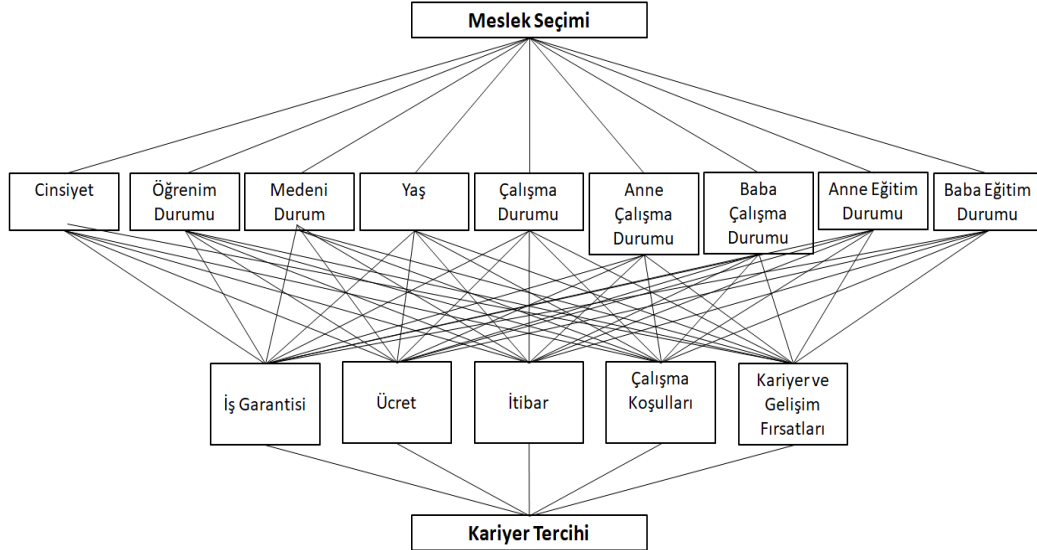 Meslek Seçimi
Cinsiyet
Öğrenim
Durumu
Medeni
Durum
Yaş
Çalışma
Durumu
Anne
Çalışma
Durumu
Baba
Çalışma
Durumu
Anne Eğitim
Durumu
Baba Eğitim
Durumu
İş Garantisi
Ücret
İtibar
Çalışma
Koşulları
Kariyer ve
Gelişim
Fırsatları
Kariyer Tercihi